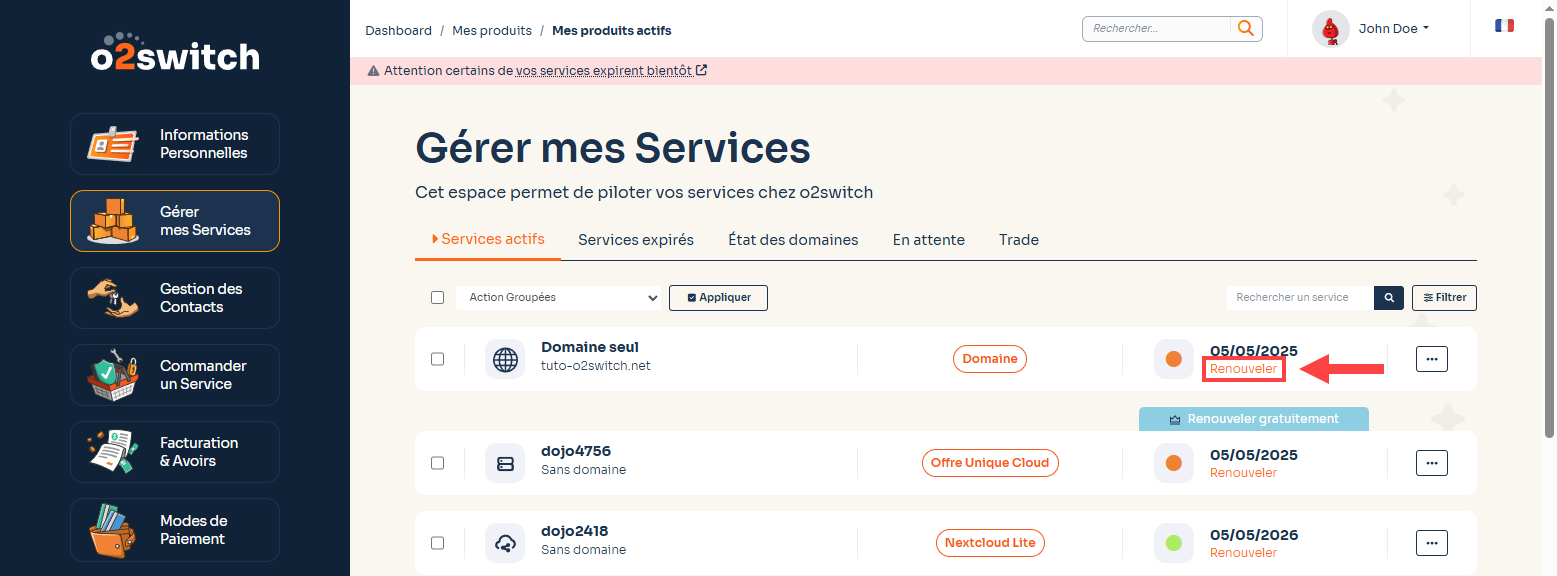 o2switch
Informations
Personnelles
Gérer
mes Services
Gestion des
Contacts
Commander
un Service
Facturation
& Avoirs
Modes de
Paiement
Dashboard / Mes produits / Mes produits actifs
Rechercher...
John Doe
Attention certains de vos services expirent bientôt
Gérer mes Services
Cet espace permet de piloter vos services chez o2switch
Services actifs
Services expirés
État des domaines
En attente
Trade
Action Groupées
Appliquer
Rechercher un service
Filtrer
Domaine seul
tuto-o2switch.net
Domaine
05/05/2025
Renouveler
Renouveler gratuitement
dojo4756
Sans domaine
Offre Unique Cloud
05/05/2025
Renouveler
dojo2418
Sans domaine
Nextcloud Lite
05/05/2026
Renouveler